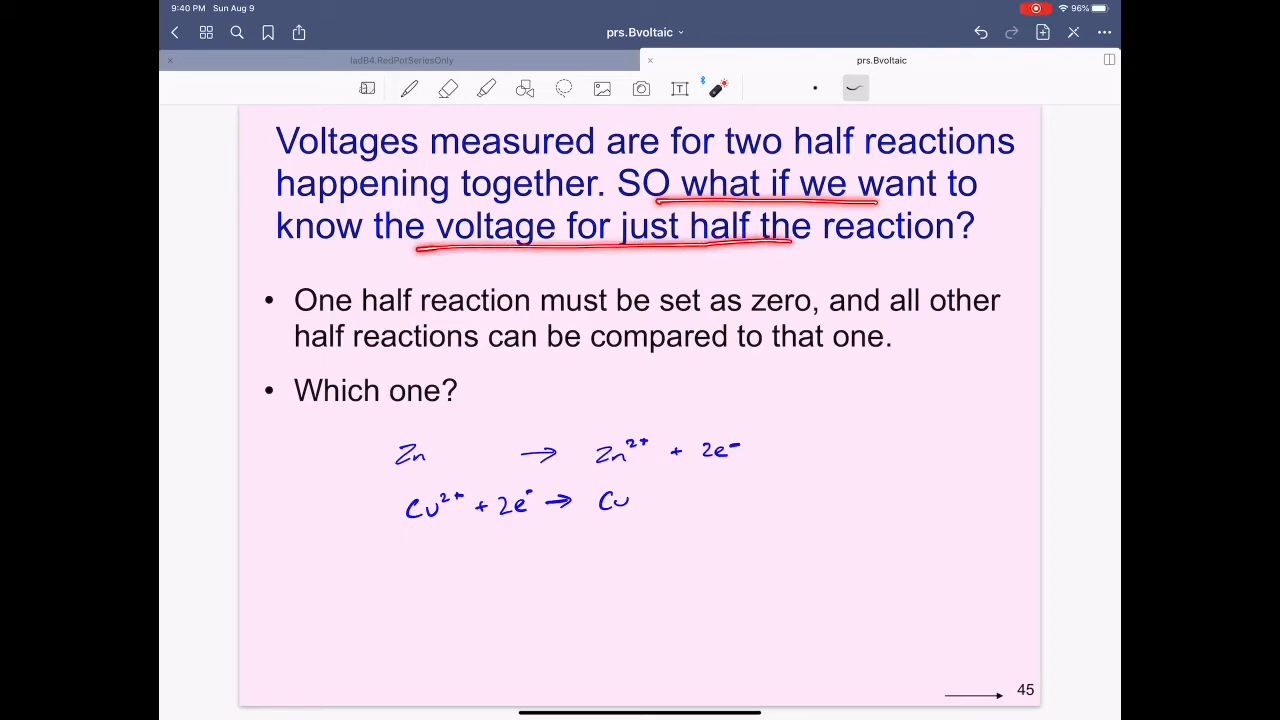 9:40 PM Sun Aug 9
96%
prs.Bvoltaic
iadB4.RedPotSeriesOnly
prs.Bvoltaic
T
Voltages measured are for two half reactions
happening together. SO what if we want to
know the voltage for just half the reaction?
• One half reaction must be set as zero, and all other
half reactions can be compared to that one.
• Which one?
Zn → Zn²⁺ + 2e⁻
Cu²⁺ + 2e⁻ → Cu
45